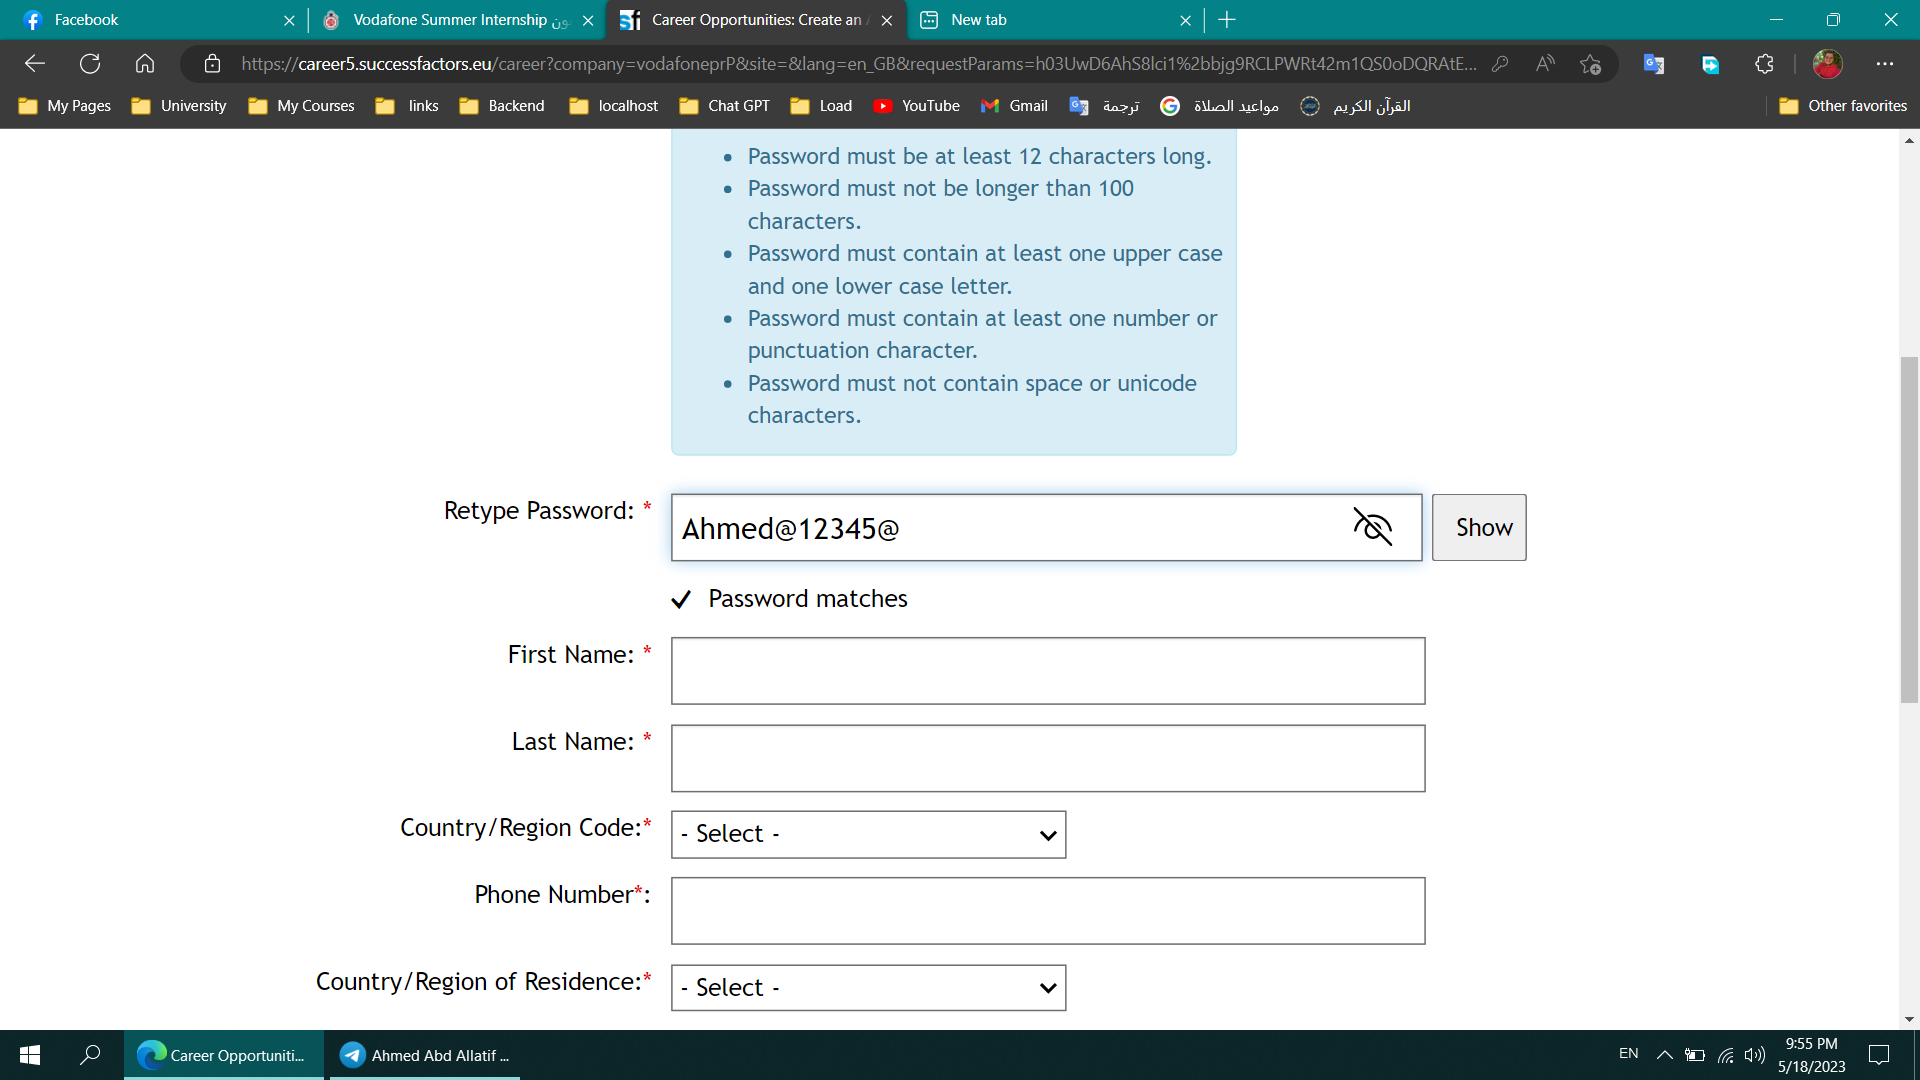 Facebook
Vodafone Summer Internship
Career Opportunities: Create an
New tab
https://career5.successfactors.eu/career?company=vodafoneprP&site=&lang=en_GB&requestParams=h03UwD6AhS8lci1%2bbjg9RCLPWRt42m1QS0oDQRAtE...
My Pages
University
My Courses
links
Backend
localhost
Chat GPT
Load
YouTube
Gmail
ترجمة
مواعيد الصلاة
القرآن الكريم
Other favorites
Password must be at least 12 characters long.
Password must not be longer than 100
characters.
Password must contain at least one upper case
and one lower case letter.
Password must contain at least one number or
punctuation character.
Password must not contain space or unicode
characters.
Retype Password: *
Ahmed@12345@
Show
Password matches
First Name: *
Last Name: *
Country/Region Code:*
- Select -
Phone Number*:
Country/Region of Residence:*
- Select -
Career Opportuniti...
Ahmed Abd Allatif ...
EN
9:55 PM
5/18/2023